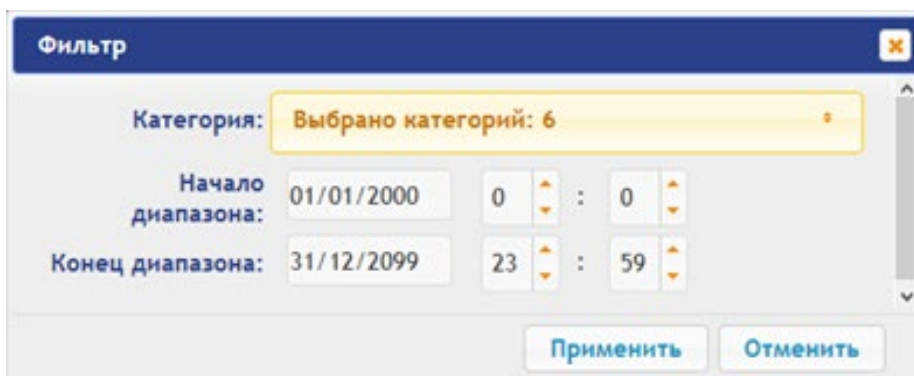 Фильтр
Категория: Выбрано категорий: 6
Начало
диапазона: 01/01/2000 0 : 0
Конец диапазона: 31/12/2099 23 : 59
Применить Отменить